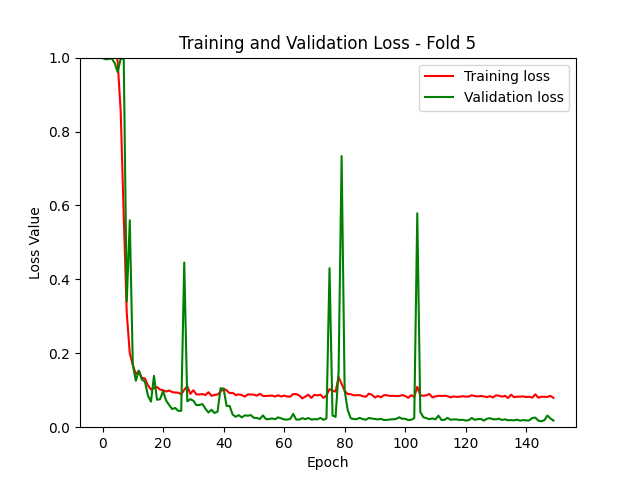 Training and Validation Loss - Fold 5
Training loss
Validation loss
Loss Value
1.0
0.8
0.6
0.4
0.2
0.0
0 20 40 60 80 100 120 140
Epoch